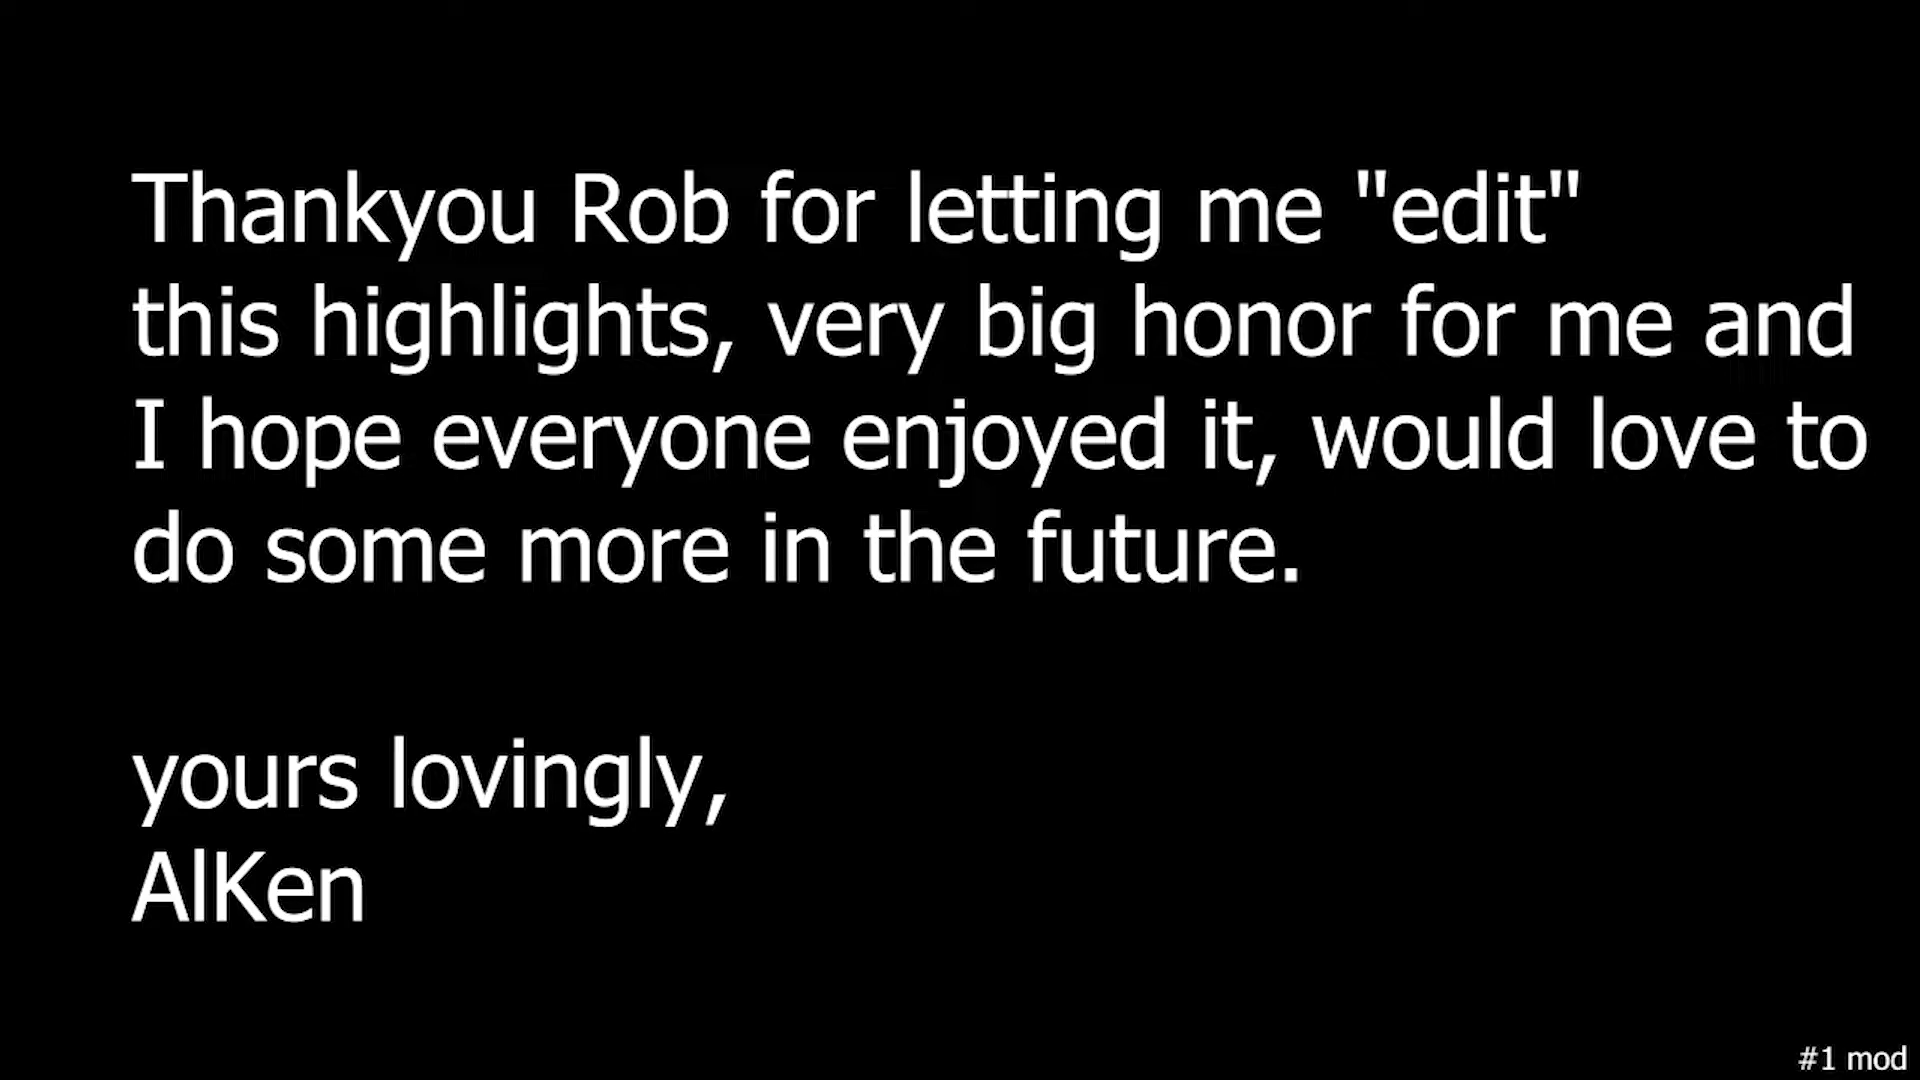 Thankyou Rob for letting me "edit"
this highlights, very big honor for me and
I hope everyone enjoyed it, would love to
do some more in the future.
yours lovingly,
AlKen
#1 mod